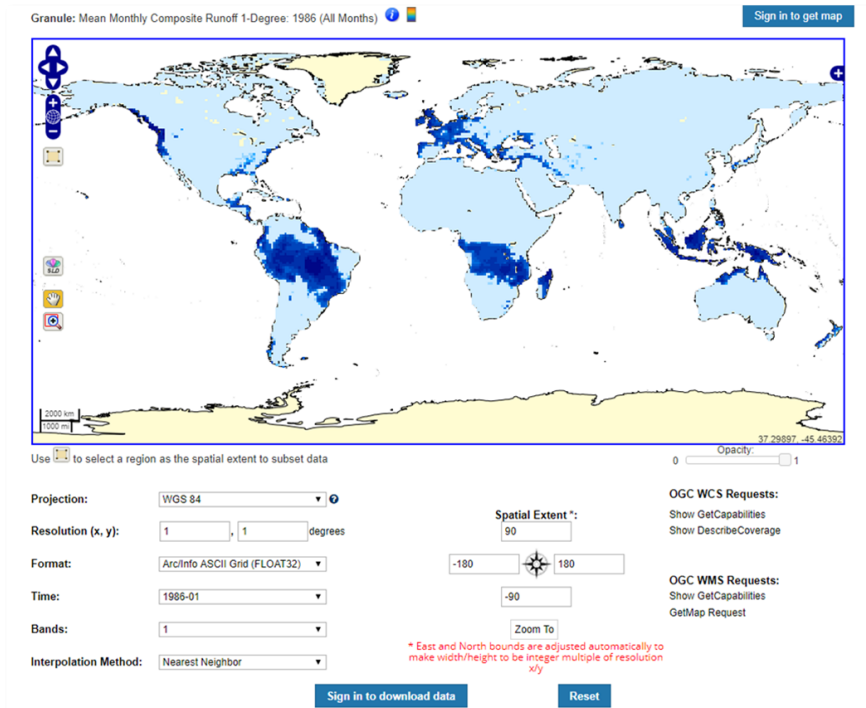 Granule: Mean Monthly Composite Runoff 1-Degree: 1986 (All Months)
Sign in to get map
SLD
2000 km
1000 mi
37.29897, -45.46392
Use to select a region as the spatial extent to subset data
Opacity:
0 1
Projection: WGS 84
Resolution (x, y): 1 , 1 degrees
Format: Arc/Info ASCII Grid (FLOAT32)
Time: 1986-01
Bands: 1
Interpolation Method: Nearest Neighbor
Spatial Extent *:
90
-180 180
-90
Zoom To
* East and North bounds are adjusted automatically to
make width/height to be integer multiple of resolution
x/y
OGC WCS Requests:
Show GetCapabilities
Show DescribeCoverage
OGC WMS Requests:
Show GetCapabilities
GetMap Request
Sign in to download data
Reset